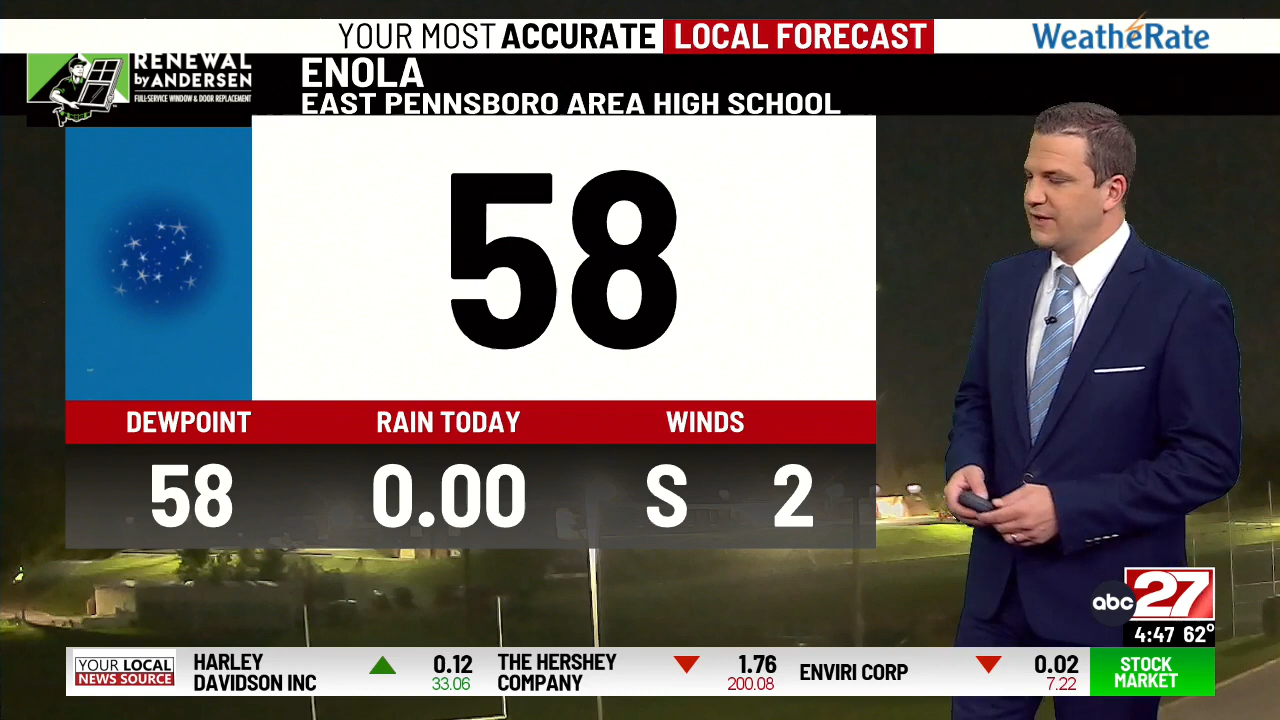 YOUR MOST ACCURATE LOCAL FORECAST
WeatheRate
RENEWAL
by ANDERSEN
FULL-SERVICE WINDOW & DOOR REPLACEMENT
ENOLA
EAST PENNSBORO AREA HIGH SCHOOL
58
DEWPOINT RAIN TODAY WINDS
58 0.00 S 2
abc 27
4:47 62°
YOUR LOCAL
NEWS SOURCE
HARLEY
DAVIDSON INC
0.12
33.06
THE HERSHEY
COMPANY
1.76
200.08
ENVIRI CORP
0.02
7.22
STOCK
MARKET